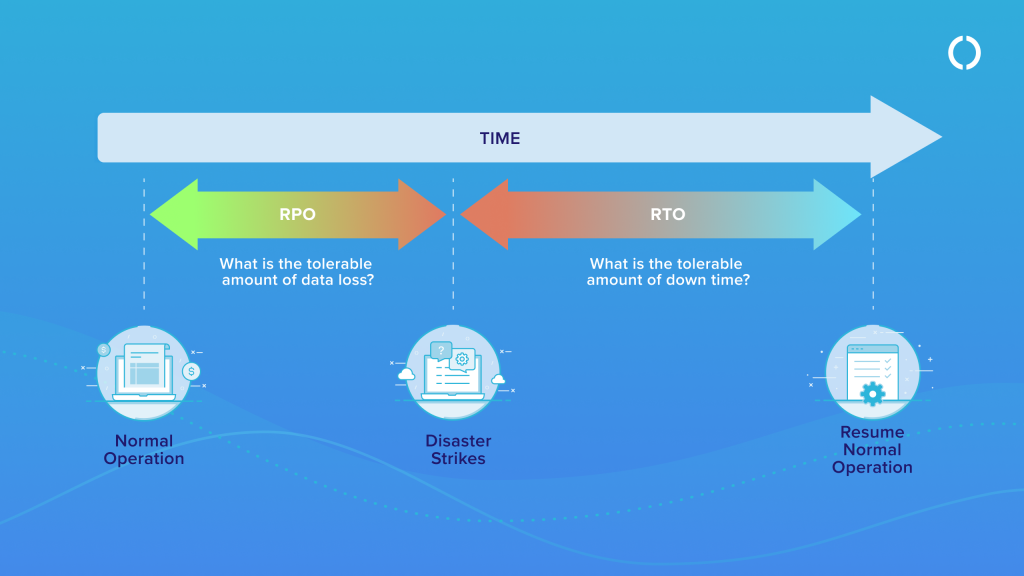 TIME
RPO
RTO
What is the tolerable
amount of data loss?
What is the tolerable
amount of down time?
$
$
?
Normal
Operation
Disaster
Strikes
Resume
Normal
Operation